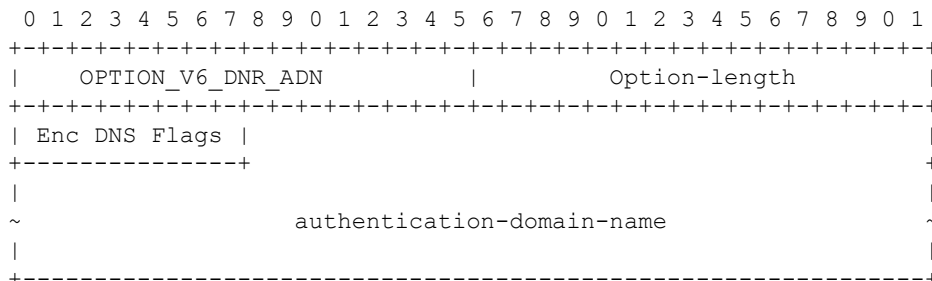 0 1 2 3 4 5 6 7 8 9 0 1 2 3 4 5 6 7 8 9 0 1 2 3 4 5 6 7 8 9 0 1
+-+-+-+-+-+-+-+-+-+-+-+-+-+-+-+-+-+-+-+-+-+-+-+-+-+-+-+-+-+-+-+-+
| OPTION_V6_DNR_ADN | Option-length |
+-+-+-+-+-+-+-+-+-+-+-+-+-+-+-+-+-+-+-+-+-+-+-+-+-+-+-+-+-+-+-+-+
| Enc DNS Flags | |
+---------------+ +
| |
~ authentication-domain-name ~
| |
+---------------------------------------------------------------+